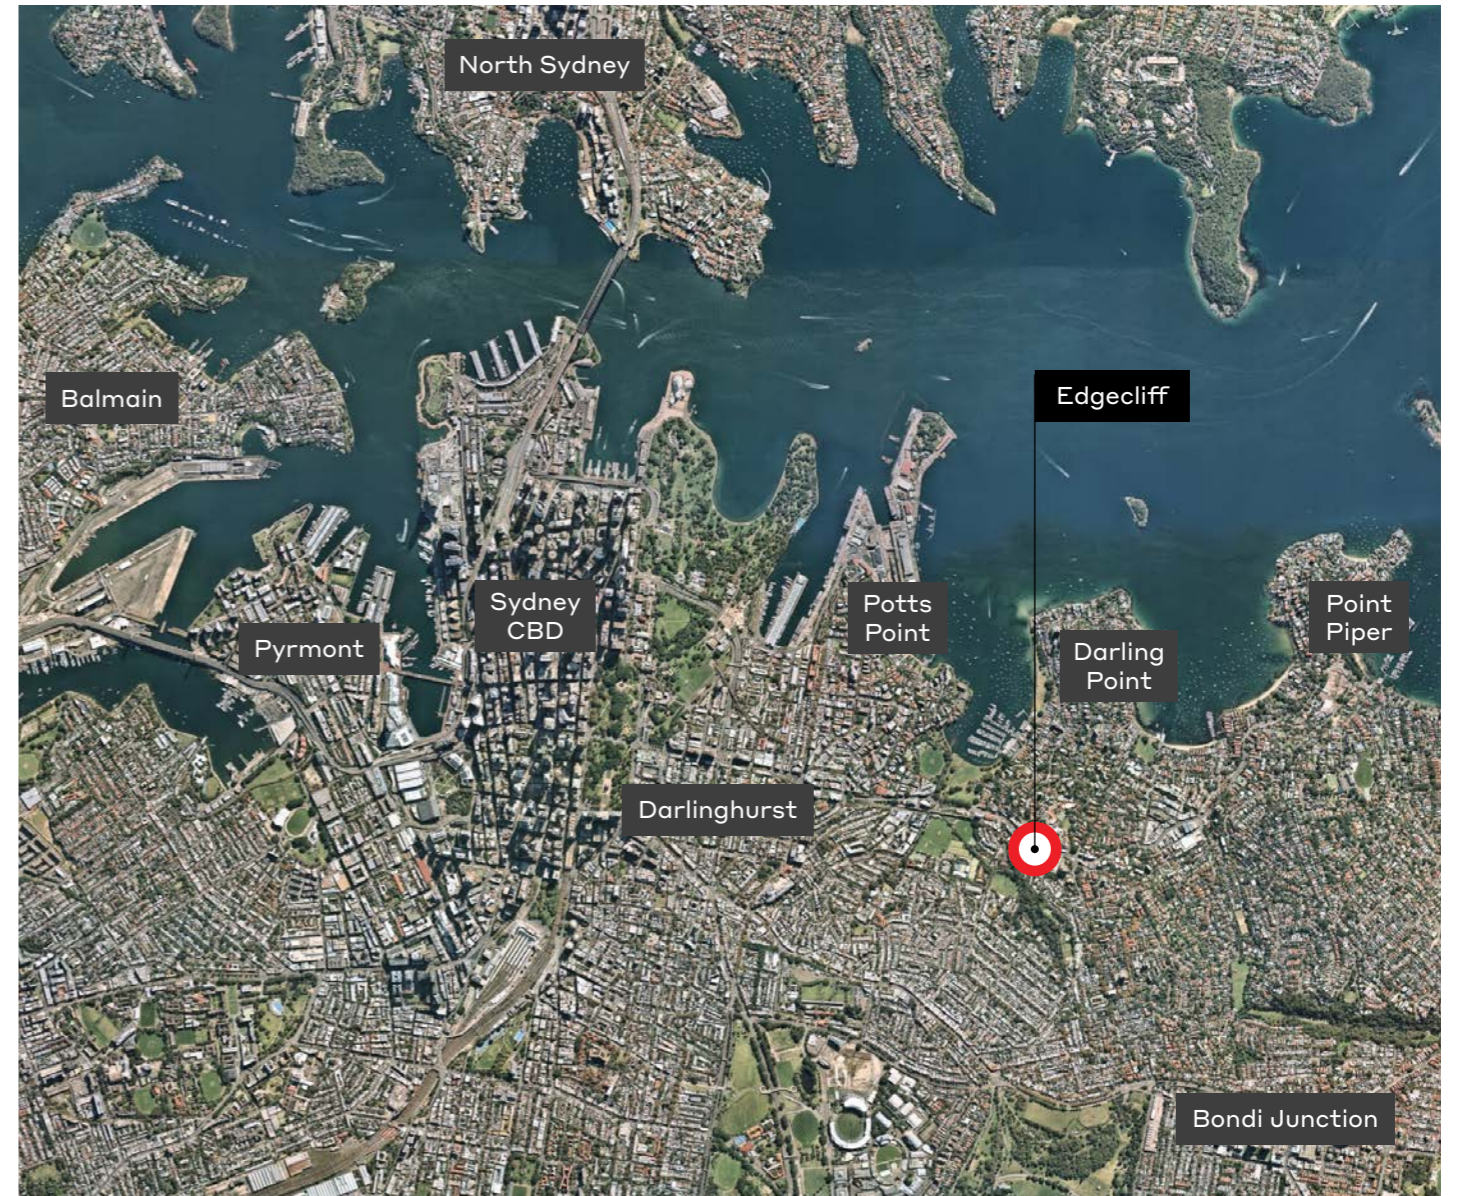 North Sydney
Edgecliff
Balmain
Sydney
CBD
Potts
Point
Point
Piper
Pyrmont
Darling
Point
Darlinghurst
Bondi Junction